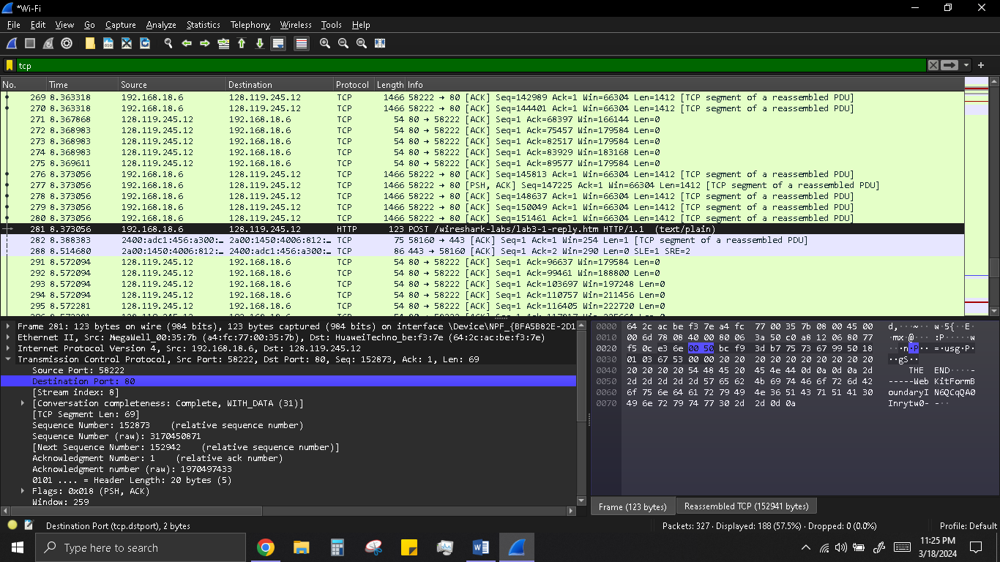 *Wi-Fi
File Edit View Go Capture Analyze Statistics Telephony Wireless Tools Help
tcp
No. Time Source Destination Protocol Length Info
269 8.363318 192.168.18.6 128.119.245.12 TCP 1466 58222 → 80 [ACK] Seq=142989 Ack=1 Win=66304 Len=1412 [TCP segment of a reassembled PDU]
270 8.363318 192.168.18.6 128.119.245.12 TCP 1466 58222 → 80 [ACK] Seq=144401 Ack=1 Win=66304 Len=1412 [TCP segment of a reassembled PDU]
271 8.367868 128.119.245.12 192.168.18.6 TCP 54 80 → 58222 [ACK] Seq=1 Ack=68397 Win=166144 Len=0
272 8.368983 128.119.245.12 192.168.18.6 TCP 54 80 → 58222 [ACK] Seq=1 Ack=75457 Win=179584 Len=0
273 8.368983 128.119.245.12 192.168.18.6 TCP 54 80 → 58222 [ACK] Seq=1 Ack=82517 Win=179584 Len=0
274 8.368983 128.119.245.12 192.168.18.6 TCP 54 80 → 58222 [ACK] Seq=1 Ack=83929 Win=183168 Len=0
275 8.369611 128.119.245.12 192.168.18.6 TCP 54 80 → 58222 [ACK] Seq=1 Ack=89577 Win=179584 Len=0
276 8.373056 192.168.18.6 128.119.245.12 TCP 1466 58222 → 80 [ACK] Seq=145813 Ack=1 Win=66304 Len=1412 [TCP segment of a reassembled PDU]
277 8.373056 192.168.18.6 128.119.245.12 TCP 1466 58222 → 80 [PSH, ACK] Seq=147225 Ack=1 Win=66304 Len=1412 [TCP segment of a reassembled PDU]
278 8.373056 192.168.18.6 128.119.245.12 TCP 1466 58222 → 80 [ACK] Seq=148637 Ack=1 Win=66304 Len=1412 [TCP segment of a reassembled PDU]
279 8.373056 192.168.18.6 128.119.245.12 TCP 1466 58222 → 80 [ACK] Seq=150049 Ack=1 Win=66304 Len=1412 [TCP segment of a reassembled PDU]
280 8.373056 192.168.18.6 128.119.245.12 TCP 1466 58222 → 80 [ACK] Seq=151461 Ack=1 Win=66304 Len=1412 [TCP segment of a reassembled PDU]
281 8.373056 192.168.18.6 128.119.245.12 HTTP 123 POST /wireshark-labs/lab3-1-reply.htm HTTP/1.1 (text/plain)
282 8.388383 2400:adc1:456:a300:… 2a00:1450:4006:812:… TCP 75 58160 → 443 [ACK] Seq=1 Ack=1 Win=254 Len=1 [TCP segment of a reassembled PDU]
288 8.514680 2a00:1450:4006:812:… 2400:adc1:456:a300:… TCP 86 443 → 58160 [ACK] Seq=1 Ack=2 Win=290 Len=0 SLE=1 SRE=2
291 8.572094 128.119.245.12 192.168.18.6 TCP 54 80 → 58222 [ACK] Seq=1 Ack=96637 Win=179584 Len=0
292 8.572094 128.119.245.12 192.168.18.6 TCP 54 80 → 58222 [ACK] Seq=1 Ack=99461 Win=188800 Len=0
293 8.572094 128.119.245.12 192.168.18.6 TCP 54 80 → 58222 [ACK] Seq=1 Ack=103697 Win=197248 Len=0
294 8.572094 128.119.245.12 192.168.18.6 TCP 54 80 → 58222 [ACK] Seq=1 Ack=110757 Win=211456 Len=0
295 8.572281 128.119.245.12 192.168.18.6 TCP 54 80 → 58222 [ACK] Seq=1 Ack=116405 Win=222720 Len=0
Frame 281: 123 bytes on wire (984 bits), 123 bytes captured (984 bits) on interface \Device\NPF_{BFA5B82E-2D1
Ethernet II, Src: MegaWell_00:35:7b (a4:fc:77:00:35:7b), Dst: HuaweiTechno_be:f3:7e (64:2c:ac:be:f3:7e)
Internet Protocol Version 4, Src: 192.168.18.6, Dst: 128.119.245.12
Transmission Control Protocol, Src Port: 58222, Dst Port: 80, Seq: 152873, Ack: 1, Len: 69
Source Port: 58222
Destination Port: 80
[Stream index: 8]
[Conversation completeness: Complete, WITH_DATA (31)]
[TCP Segment Len: 69]
Sequence Number: 152873 (relative sequence number)
Sequence Number (raw): 3170450871
[Next Sequence Number: 152942 (relative sequence number)]
Acknowledgment Number: 1 (relative ack number)
Acknowledgment number (raw): 1970497433
0101 .... = Header Length: 20 bytes (5)
Flags: 0x018 (PSH, ACK)
Window: 259
0000 64 2c ac be f3 7e a4 fc 77 00 35 7b 08 00 45 00 d,···~·· w·5{··E·
0010 00 6d 78 08 40 00 80 06 3a 50 c0 a8 12 06 80 77 ·mx·@··· :P·····w
0020 f5 0c e3 6e 00 50 bc f9 3d b7 75 73 67 99 50 18 ···n·P·· =·usg·P·
0030 01 03 67 53 00 00 20 20 20 20 20 20 20 20 20 20 ··gS··
0040 20 20 20 20 54 48 45 20 45 4e 44 0d 0a 0d 0a 2d THE END····-
0050 2d 2d 2d 2d 2d 57 65 62 4b 69 74 46 6f 72 6d 42 -----Web KitFormB
0060 6f 75 6e 64 61 72 79 49 4e 36 51 43 71 51 41 30 oundaryI N6QCqQA0
0070 49 6e 72 79 74 77 30 2d 2d 0d 0a Inrytw0- -··
Frame (123 bytes) Reassembled TCP (152941 bytes)
Destination Port (tcp.dstport), 2 bytes Packets: 327 · Displayed: 188 (57.5%) · Dropped: 0 (0.0%) Profile: Default
Type here to search
11:25 PM
3/18/2024